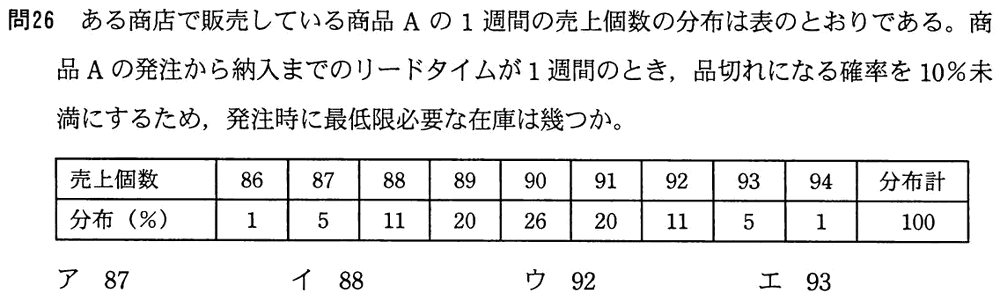 問26 ある商店で販売している商品 A の 1 週間の売上個数の分布は表のとおりである。商
品 A の発注から納入までのリードタイムが 1 週間のとき，品切れになる確率を 10％未
満にするため，発注時に最低限必要な在庫は幾つか。
売上個数 86 87 88 89 90 91 92 93 94 分布計
分布（％） 1 5 11 20 26 20 11 5 1 100
ア 87 イ 88 ウ 92 エ 93